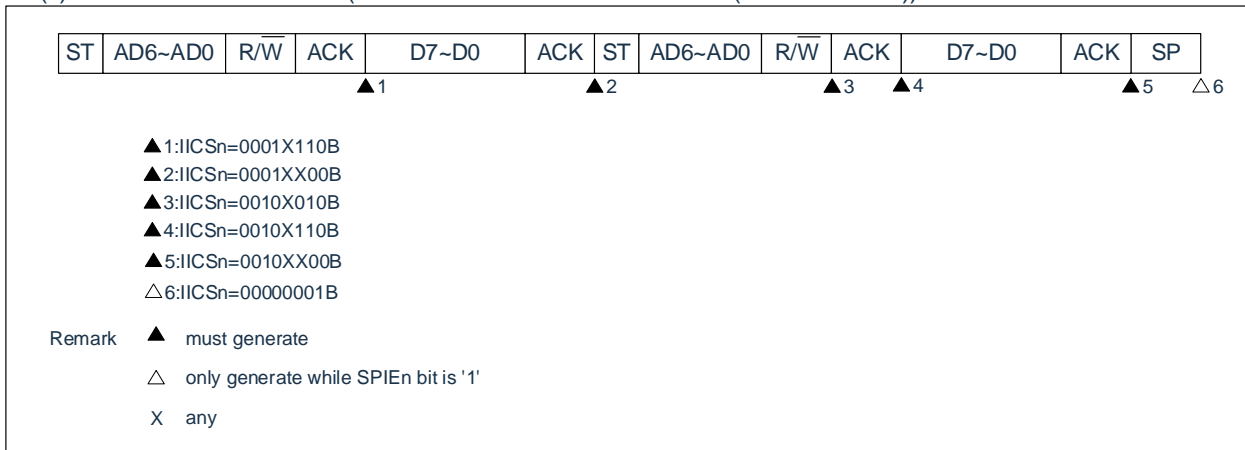 ST AD6~AD0 R/W ACK D7~D0 ACK ST AD6~AD0 R/W ACK D7~D0 ACK SP
▲1 ▲2 ▲3 ▲4 ▲5 △6
▲1:IICSn=0001X110B
▲2:IICSn=0001XX00B
▲3:IICSn=0010X010B
▲4:IICSn=0010X110B
▲5:IICSn=0010XX00B
△6:IICSn=00000001B
Remark ▲ must generate
△ only generate while SPIEn bit is '1'
X any